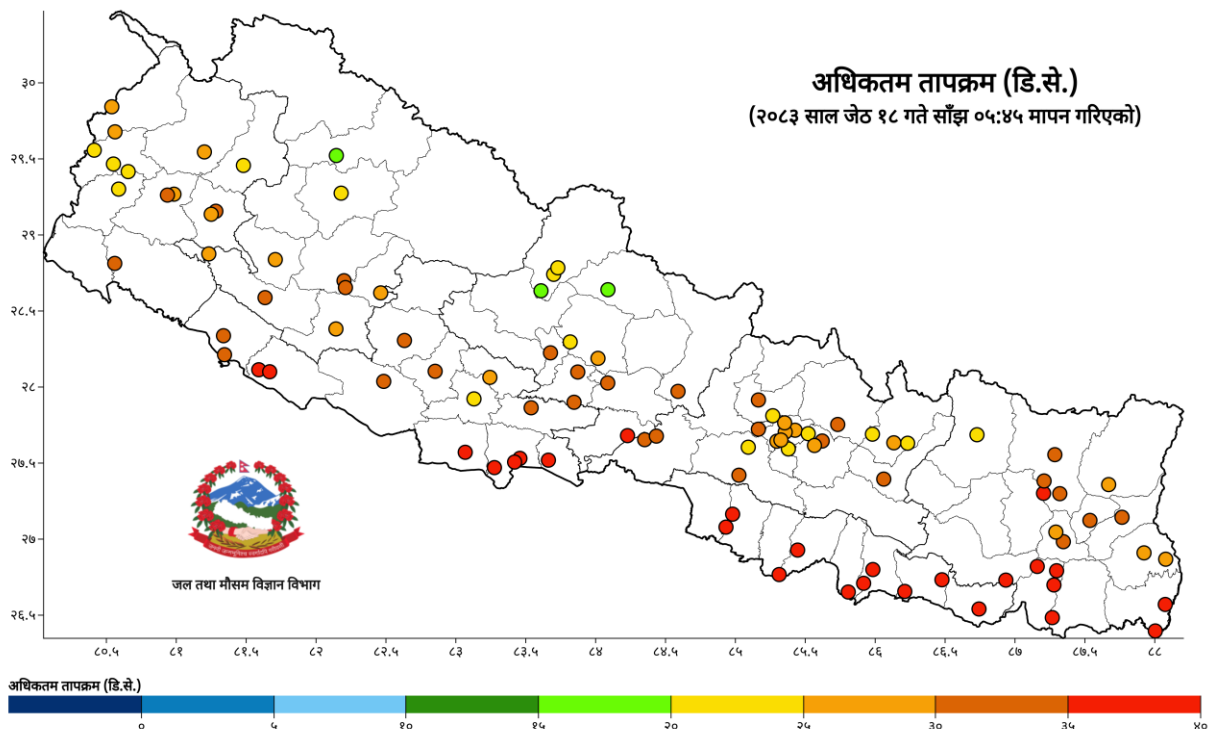 अधिकतम तापक्रम (डि.से.)
(२०८३ साल जेठ १८ गते साँझ ०५:४५ मापन गरिएको)
३०
२९.५
२९
२८.५
२८
२७.५
२७
२६.५
जल तथा मौसम विज्ञान विभाग
८०.५ ८१ ८१.५ ८२ ८२.५ ८३ ८३.५ ८४ ८४.५ ८५ ८५.५ ८६ ८६.५ ८७ ८७.५ ८८
अधिकतम तापक्रम (डि.से.)
० ५ १० १५ २० २५ ३० ३५ ४०